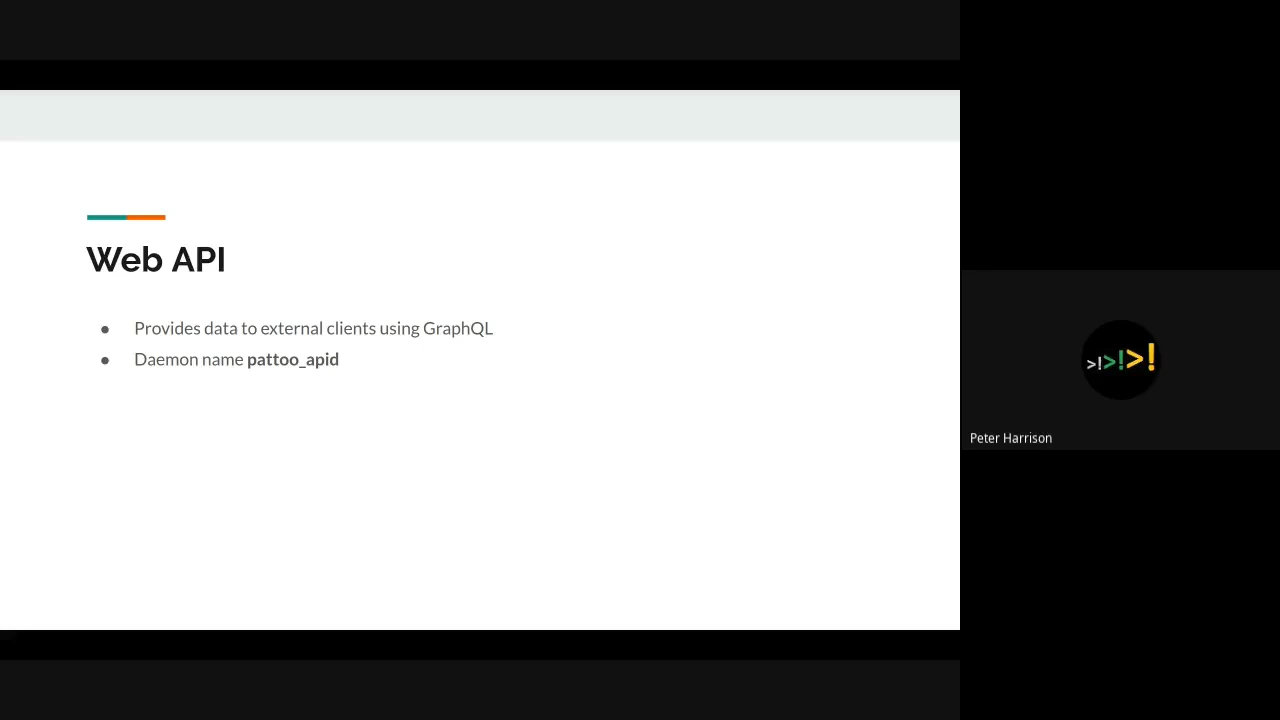 Web API
● Provides data to external clients using GraphQL
● Daemon name pattoo_apid
>!>!>!
Peter Harrison